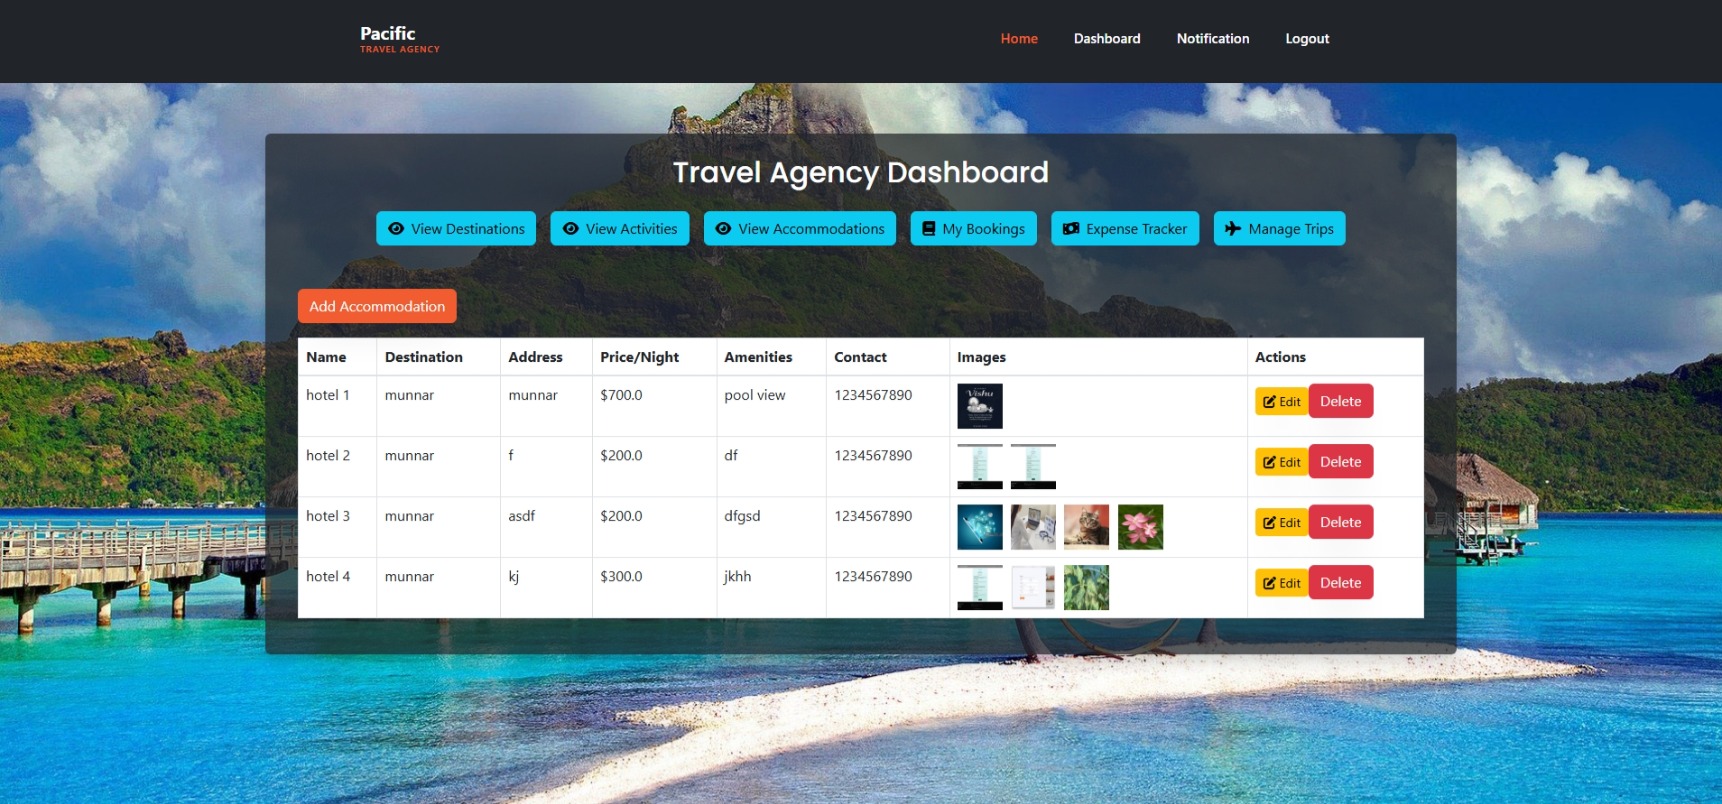 Pacific
TRAVEL AGENCY
Home Dashboard Notification Logout
Travel Agency Dashboard
View Destinations View Activities View Accommodations My Bookings Expense Tracker Manage Trips
Add Accommodation
Name Destination Address Price/Night Amenities Contact Images Actions
hotel 1 munnar munnar $700.0 pool view 1234567890 Edit Delete
Vishu
hotel 2 munnar f $200.0 df 1234567890 Edit Delete
hotel 3 munnar asdf $200.0 dfgsd 1234567890 Edit Delete
hotel 4 munnar kj $300.0 jkhh 1234567890 Edit Delete